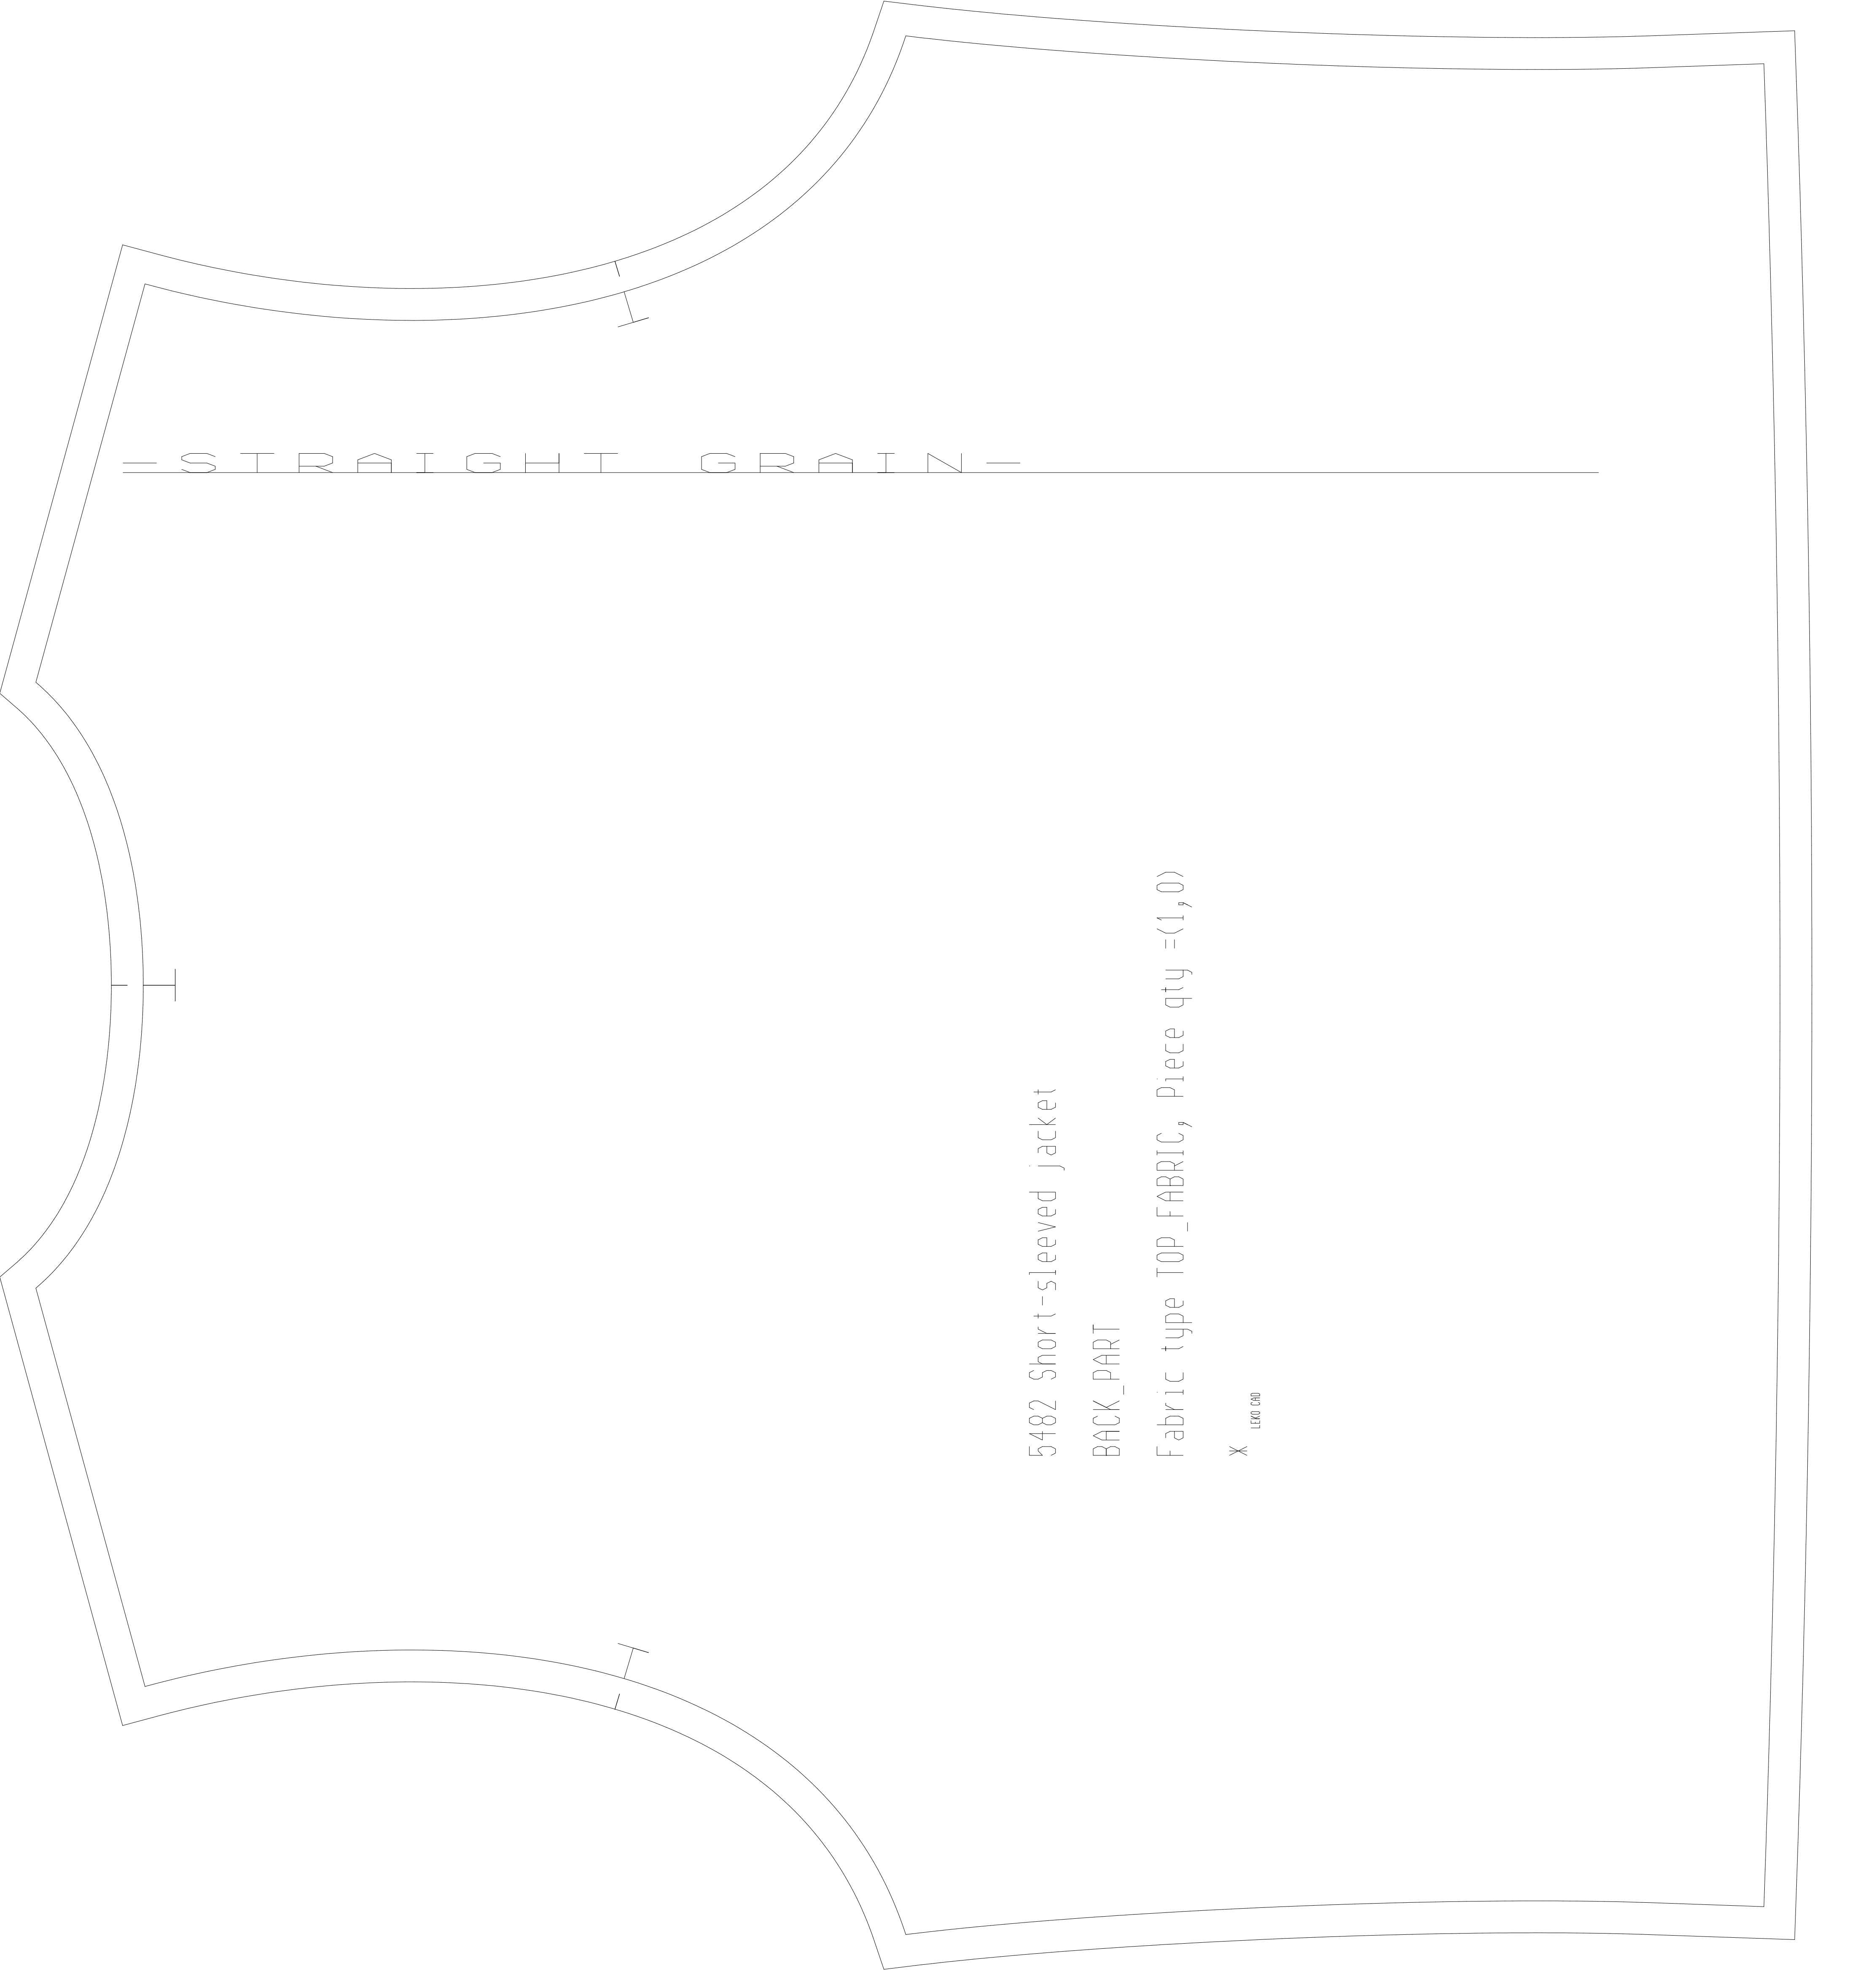 -STRAIGHT GRAIN-
5482 Short-sleeved jacket
BACK_PART
Fabric type TOP_FABRIC, Piece qty =(1,0)
*
LEKO CAD